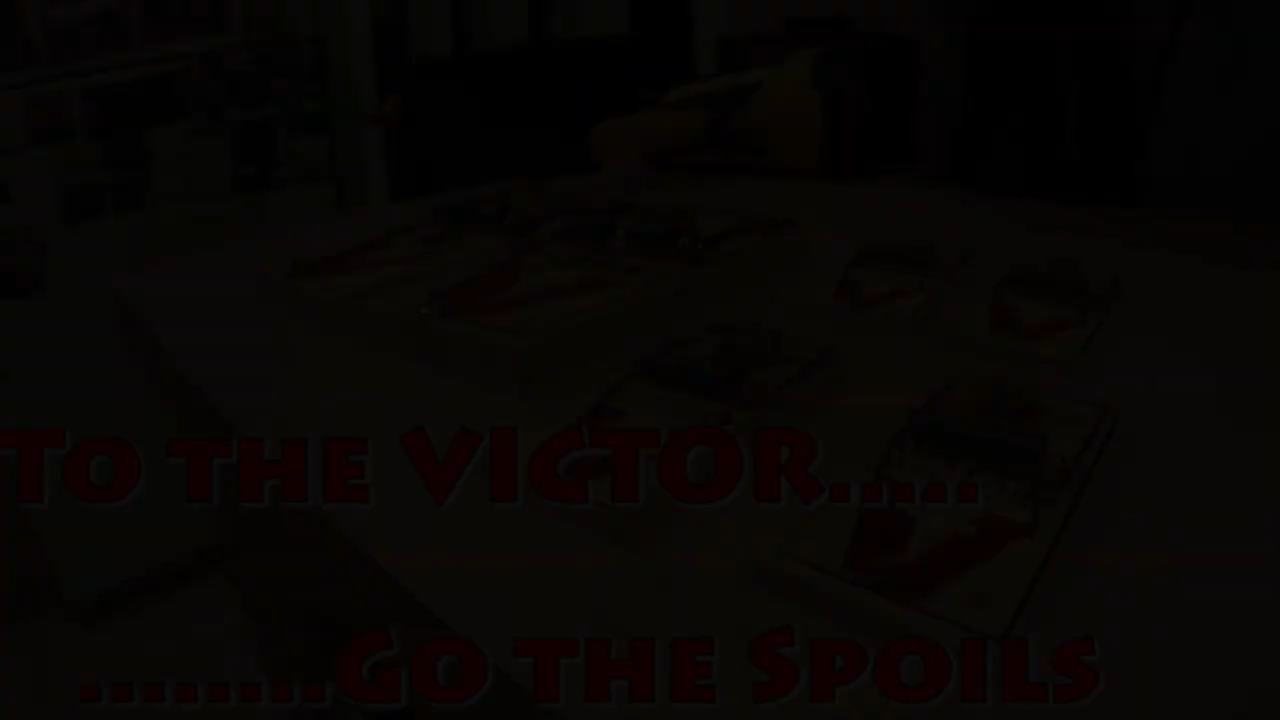 To the Victor.....
........Go the Spoils